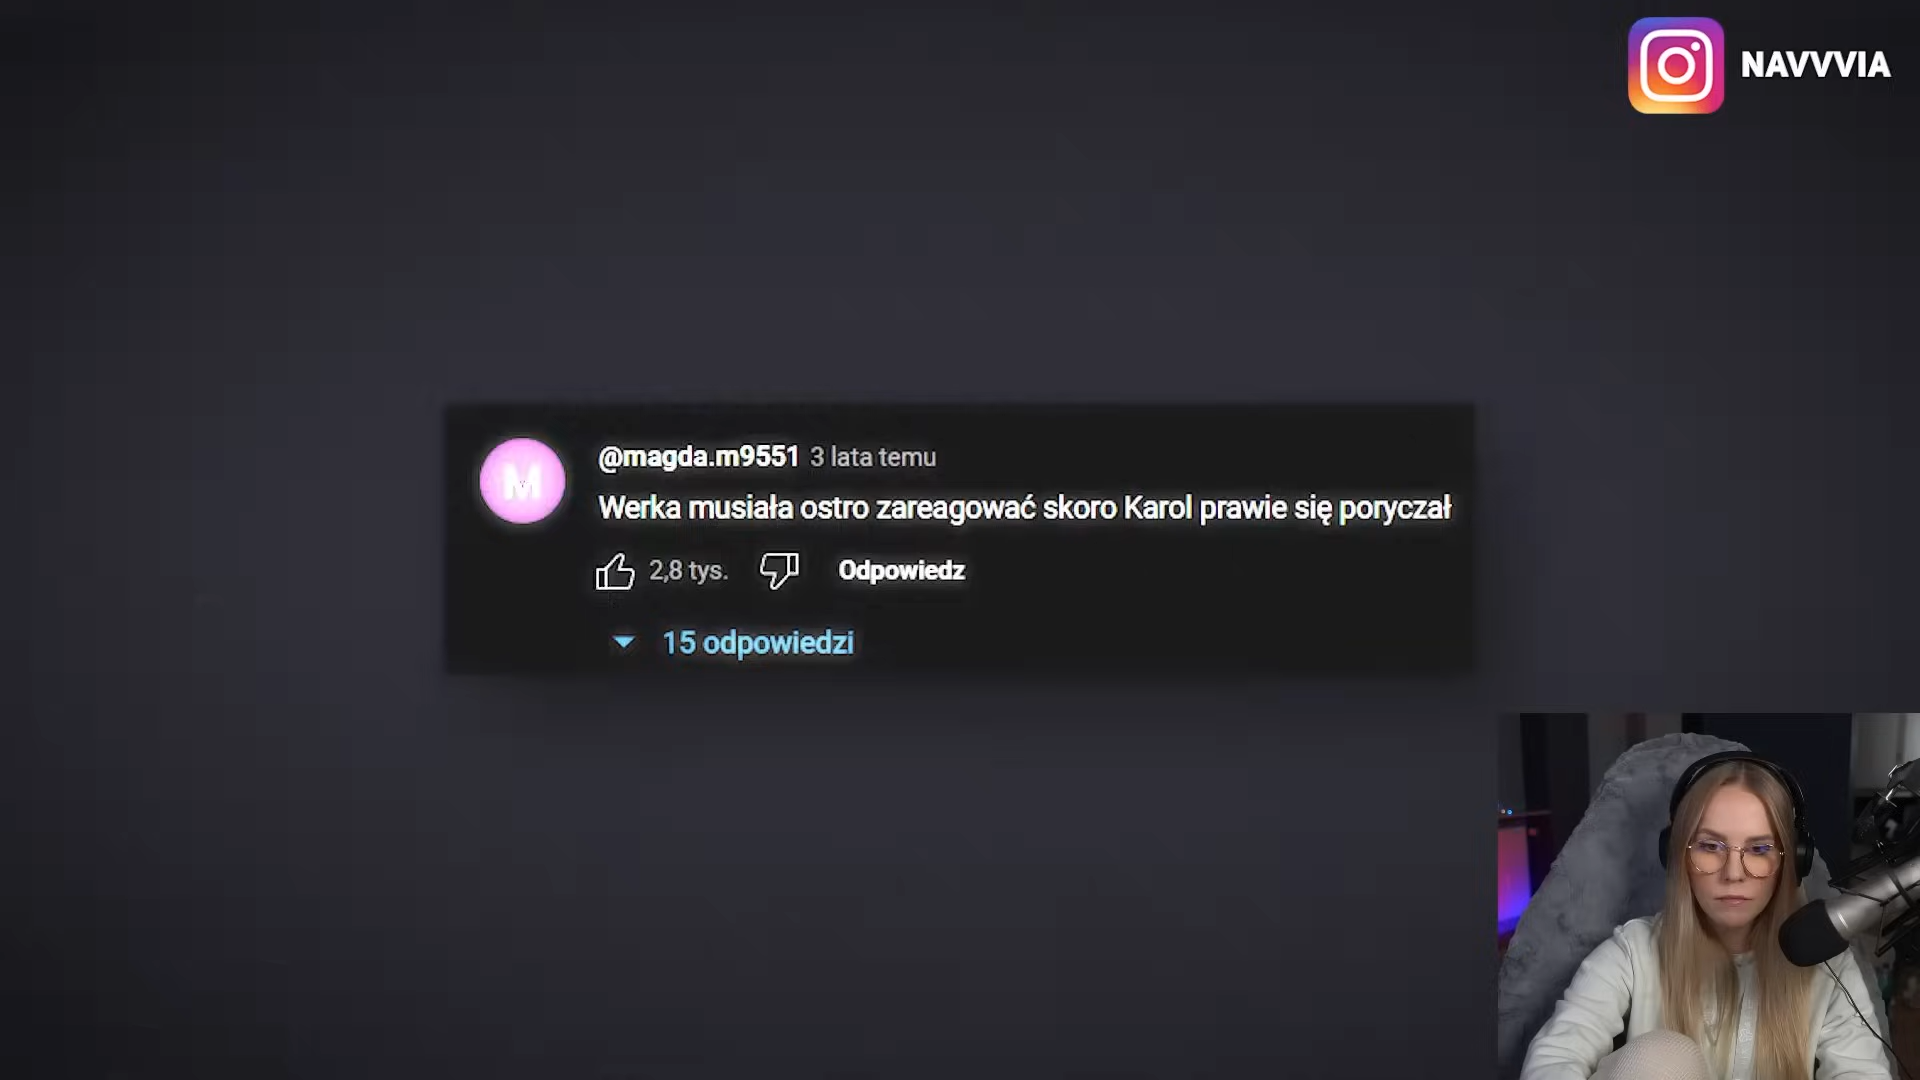 NAVVVIA
M
@magda.m9551 3 lata temu
Werka musiała ostro zareagować skoro Karol prawie się poryczał
2,8 tys. Odpowiedz
15 odpowiedzi